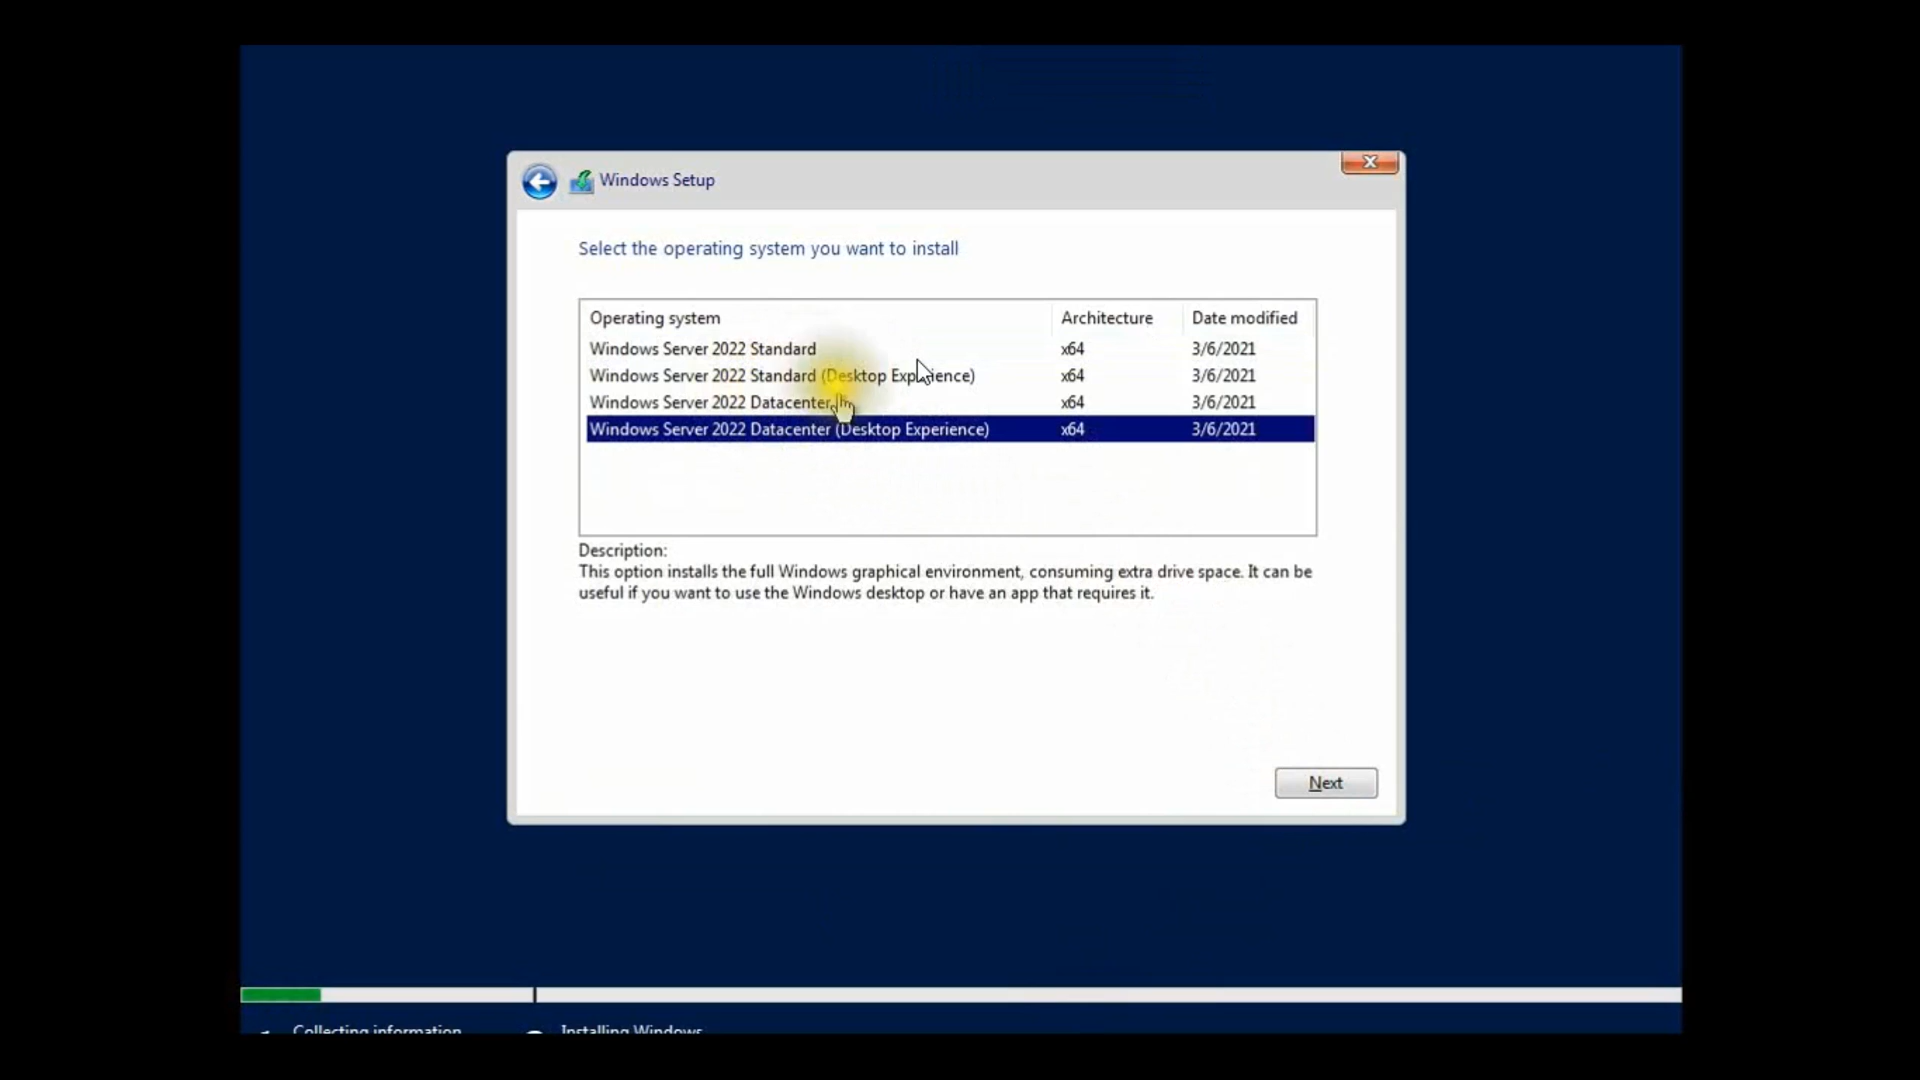 Windows Setup
Select the operating system you want to install
Operating system Architecture Date modified
Windows Server 2022 Standard x64 3/6/2021
Windows Server 2022 Standard (Desktop Experience) x64 3/6/2021
Windows Server 2022 Datacenter x64 3/6/2021
Windows Server 2022 Datacenter (Desktop Experience) x64 3/6/2021
Description:
This option installs the full Windows graphical environment, consuming extra drive space. It can be
useful if you want to use the Windows desktop or have an app that requires it.
Next
Collecting information Installing Windows